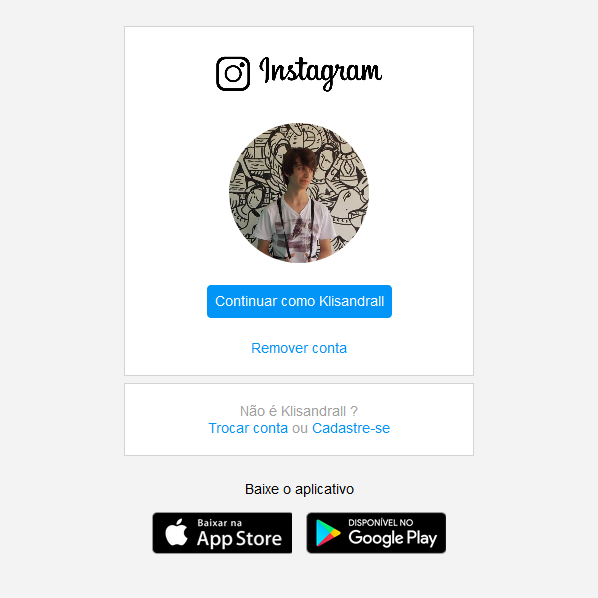 Instagram
Continuar como Klisandrall
Remover conta
Não é Klisandrall ?
Trocar conta ou Cadastre-se
Baixe o aplicativo
Baixar na
App Store
DISPONÍVEL NO
Google Play